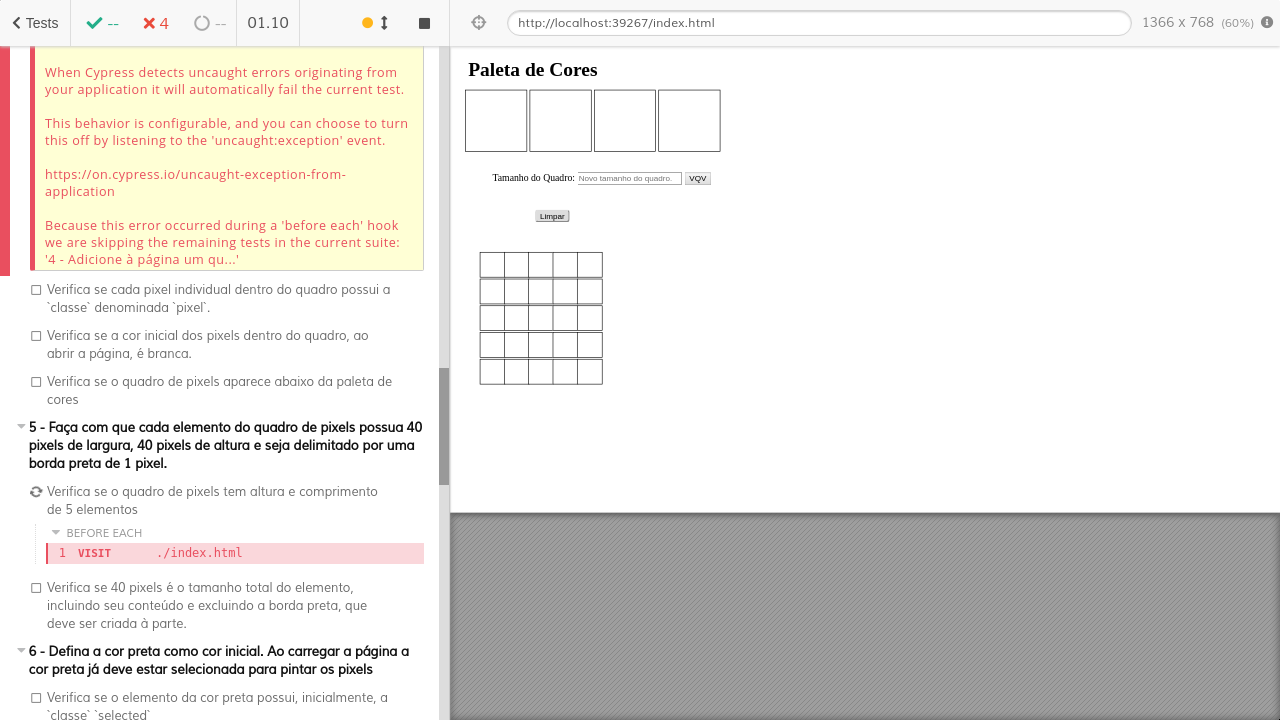 Tests
--
4
--
01.10
http://localhost:39267/index.html
1366 x 768 (60%)
When Cypress detects uncaught errors originating from
your application it will automatically fail the current test.
This behavior is configurable, and you can choose to turn
this off by listening to the 'uncaught:exception' event.
https://on.cypress.io/uncaught-exception-from-
application
Because this error occurred during a 'before each' hook
we are skipping the remaining tests in the current suite:
'4 - Adicione à página um qu...'
Verifica se cada pixel individual dentro do quadro possui a
`classe` denominada `pixel`.
Verifica se a cor inicial dos pixels dentro do quadro, ao
abrir a página, é branca.
Verifica se o quadro de pixels aparece abaixo da paleta de
cores
5 - Faça com que cada elemento do quadro de pixels possua 40
pixels de largura, 40 pixels de altura e seja delimitado por uma
borda preta de 1 pixel.
Verifica se o quadro de pixels tem altura e comprimento
de 5 elementos
BEFORE EACH
1 VISIT ./index.html
Verifica se 40 pixels é o tamanho total do elemento,
incluindo seu conteúdo e excluindo a borda preta, que
deve ser criada à parte.
6 - Defina a cor preta como cor inicial. Ao carregar a página a
cor preta já deve estar selecionada para pintar os pixels
Verifica se o elemento da cor preta possui, inicialmente, a
`classe` `selected`
Paleta de Cores
Tamanho do Quadro: Novo tamanho do quadro. VQV
Limpar